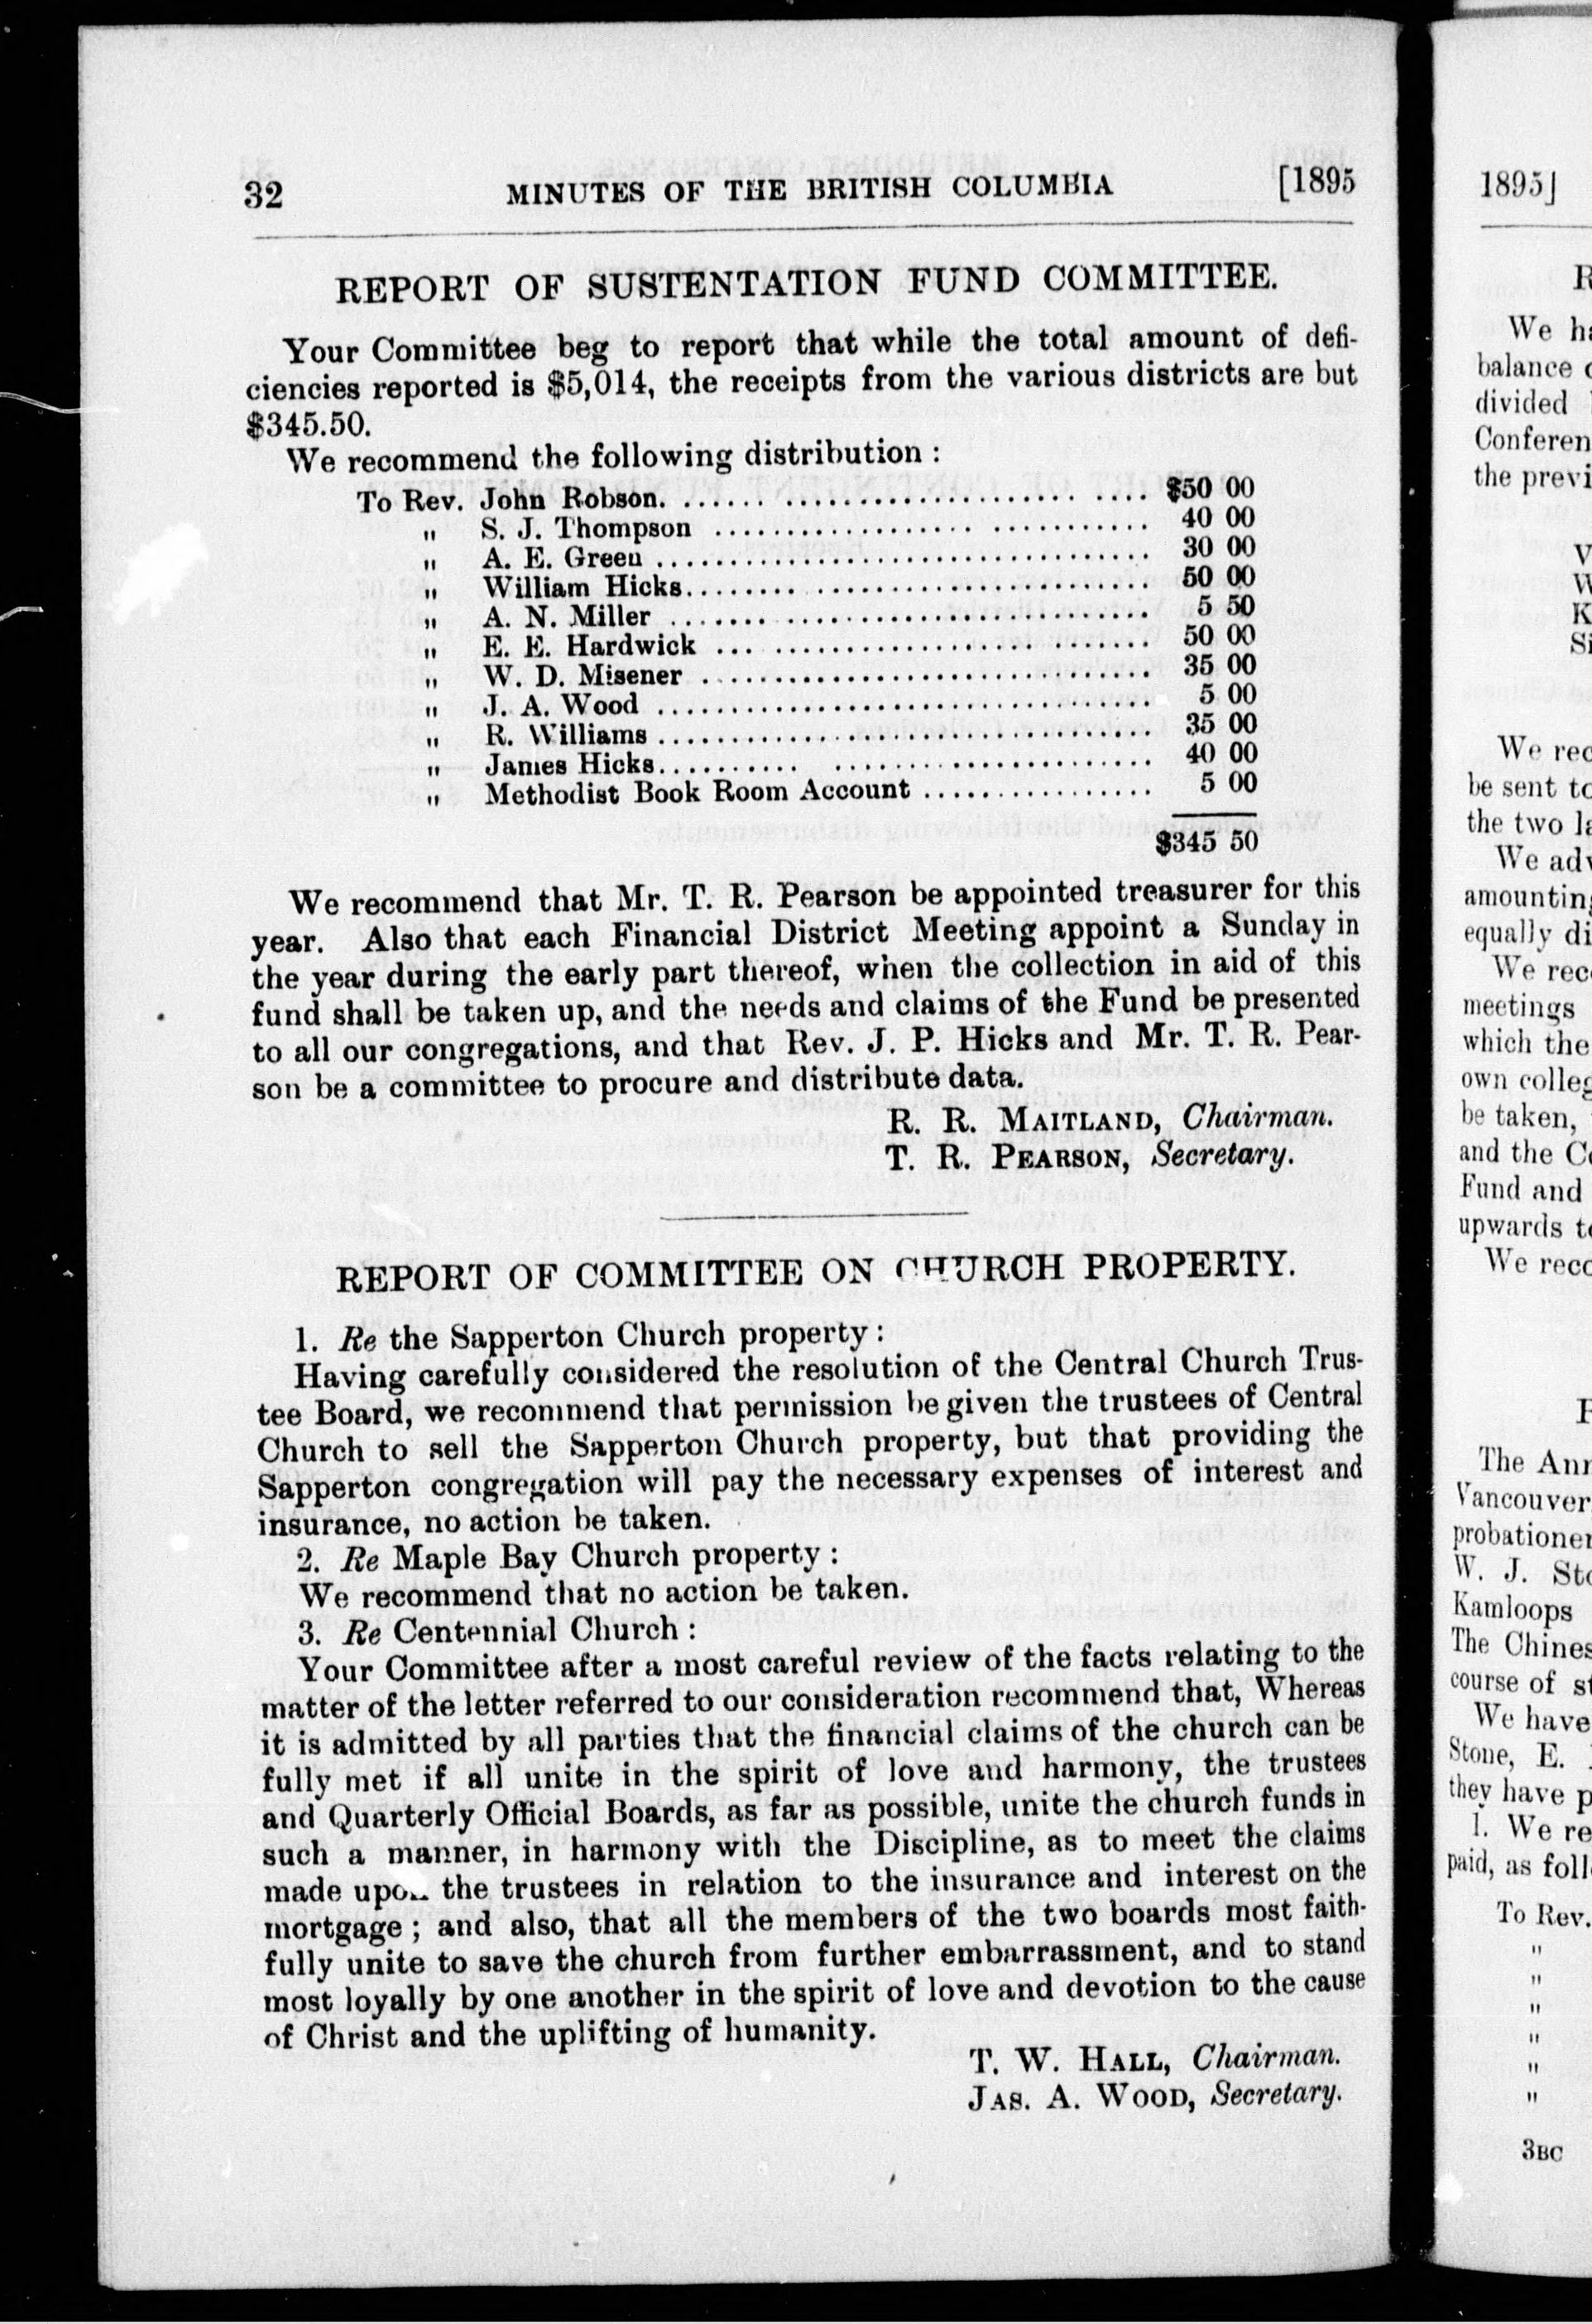 32 MINUTES OF THE BRITISH COLUMBIA [1895
REPORT OF SUSTENTATION FUND COMMITTEE.
Your Committee beg to report that while the total amount of defi-
ciencies reported is $5,014, the receipts from the various districts are but
$345.50.
We recommend the following distribution :
To Rev. John Robson. ........ $50 00
" S. J. Thompson ........ 40 00
" A. E. Green ........ 30 00
" William Hicks........ 50 00
" A. N. Miller ........ 5 50
" E. E. Hardwick ........ 50 00
" W. D. Misener ........ 35 00
" J. A. Wood ........ 5 00
" R. Williams ........ 35 00
" James Hicks........ 40 00
" Methodist Book Room Account ........ 5 00
$345 50
We recommend that Mr. T. R. Pearson be appointed treasurer for this
year. Also that each Financial District Meeting appoint a Sunday in
the year during the early part thereof, when the collection in aid of this
fund shall be taken up, and the needs and claims of the Fund be presented
to all our congregations, and that Rev. J. P. Hicks and Mr. T. R. Pear-
son be a committee to procure and distribute data.
R. R. MAITLAND, Chairman.
T. R. PEARSON, Secretary.
REPORT OF COMMITTEE ON CHURCH PROPERTY.
1. Re the Sapperton Church property :
Having carefully considered the resolution of the Central Church Trus-
tee Board, we recommend that permission be given the trustees of Central
Church to sell the Sapperton Church property, but that providing the
Sapperton congregation will pay the necessary expenses of interest and
insurance, no action be taken.
2. Re Maple Bay Church property :
We recommend that no action be taken.
3. Re Centennial Church :
Your Committee after a most careful review of the facts relating to the
matter of the letter referred to our consideration recommend that, Whereas
it is admitted by all parties that the financial claims of the church can be
fully met if all unite in the spirit of love and harmony, the trustees
and Quarterly Official Boards, as far as possible, unite the church funds in
such a manner, in harmony with the Discipline, as to meet the claims
made upon the trustees in relation to the insurance and interest on the
mortgage ; and also, that all the members of the two boards most faith-
fully unite to save the church from further embarrassment, and to stand
most loyally by one another in the spirit of love and devotion to the cause
of Christ and the uplifting of humanity.
T. W. HALL, Chairman.
JAS. A. WOOD, Secretary.
1895]
We
balance
divided
Conferen
the previ
We rec
be sent to
the two
We adv
amounting
equally di
We rec
meetings
which the
own colleg
be taken,
and the
Fund and
upwards
We reco
The Ann
Vancouver
probationer
W. J.
Kamloops
The Chines
course of
We have
Stone, E.
they have
1. We re
paid, as foll
To Rev.
"
"
"
"
"
"
3BC